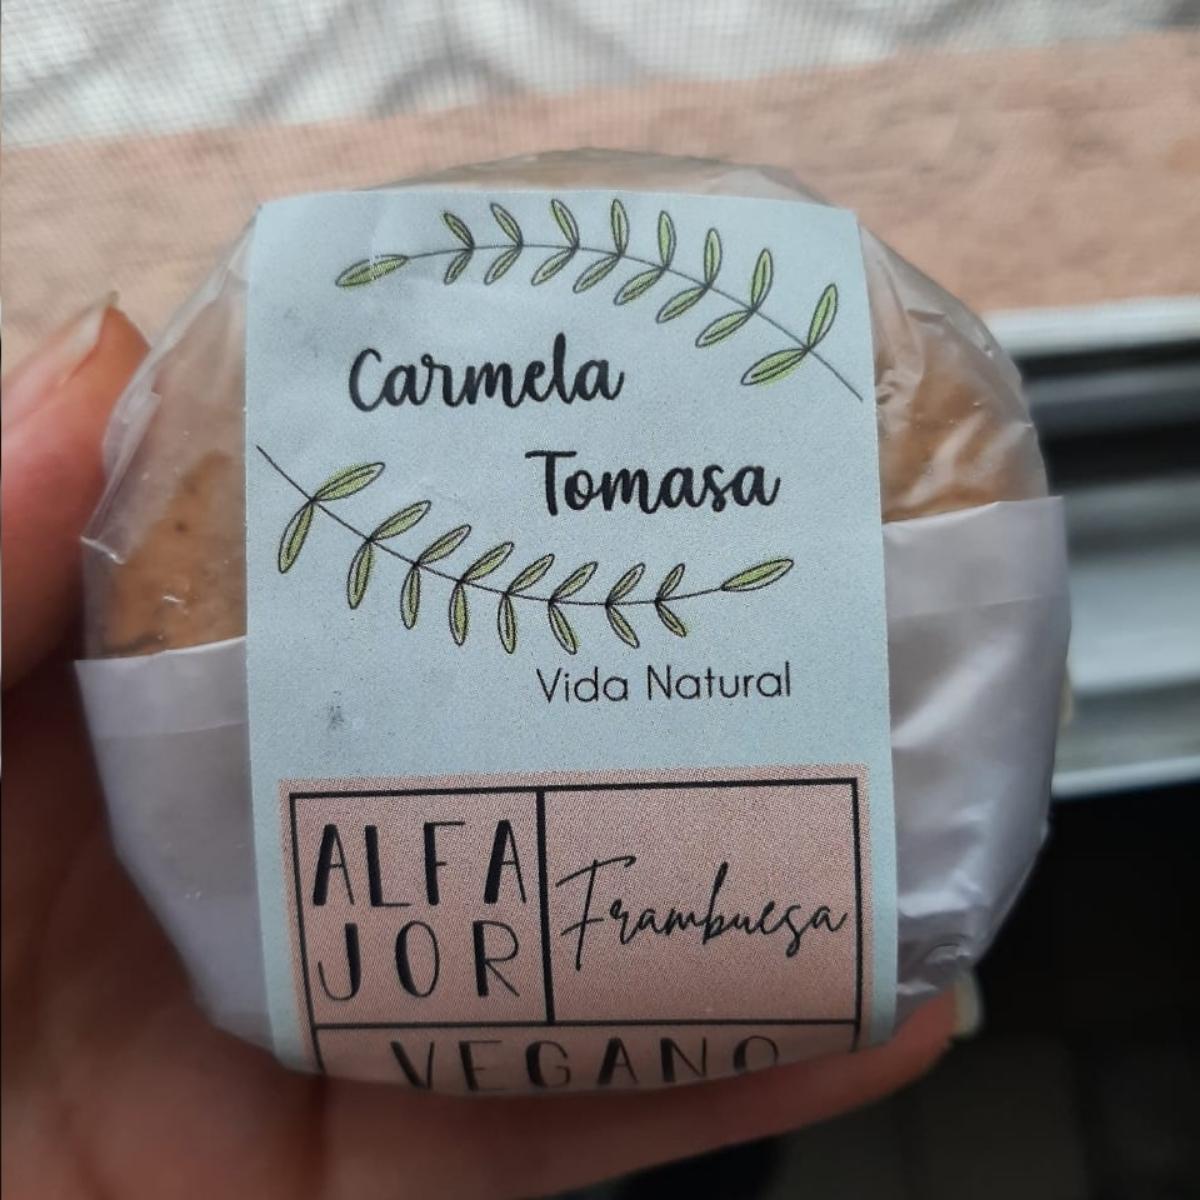 Carmela
Tomasa
Vida Natural
ALFA
JOR
Frambuesa
VEGANO